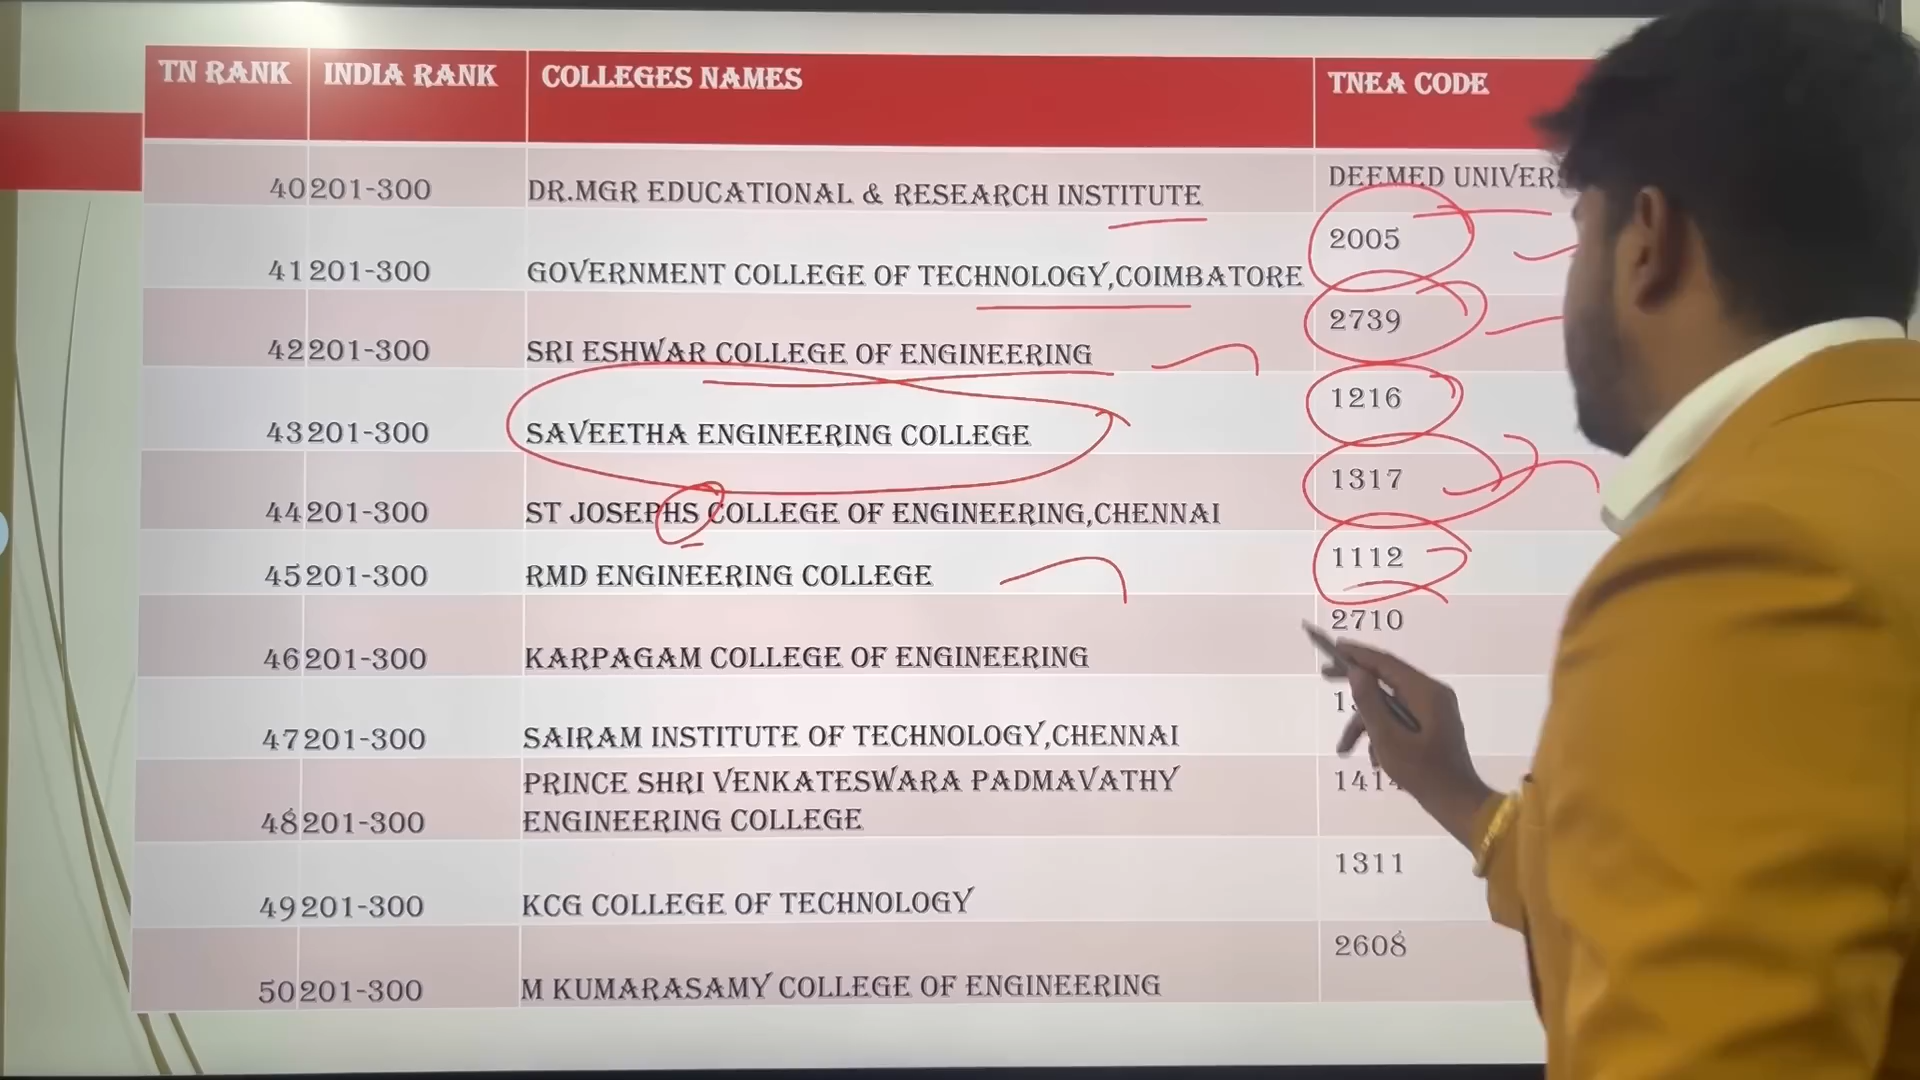 TN RANK INDIA RANK COLLEGES NAMES TNEA CODE
40 201-300 DR.MGR EDUCATIONAL & RESEARCH INSTITUTE DEEMED
41 201-300 GOVERNMENT COLLEGE OF TECHNOLOGY,COIMBATORE 2005
42 201-300 SRI ESHWAR COLLEGE OF ENGINEERING 2739
43 201-300 SAVEETHA ENGINEERING COLLEGE 1216
44 201-300 ST JOSEPHS COLLEGE OF ENGINEERING,CHENNAI 1317
45 201-300 RMD ENGINEERING COLLEGE 1112
46 201-300 KARPAGAM COLLEGE OF ENGINEERING 2710
47 201-300 SAIRAM INSTITUTE OF TECHNOLOGY,CHENNAI
PRINCE SHRI VENKATESWARA PADMAVATHY
48 201-300 ENGINEERING COLLEGE 1414
49 201-300 KCG COLLEGE OF TECHNOLOGY 1311
50 201-300 M KUMARASAMY COLLEGE OF ENGINEERING 2608